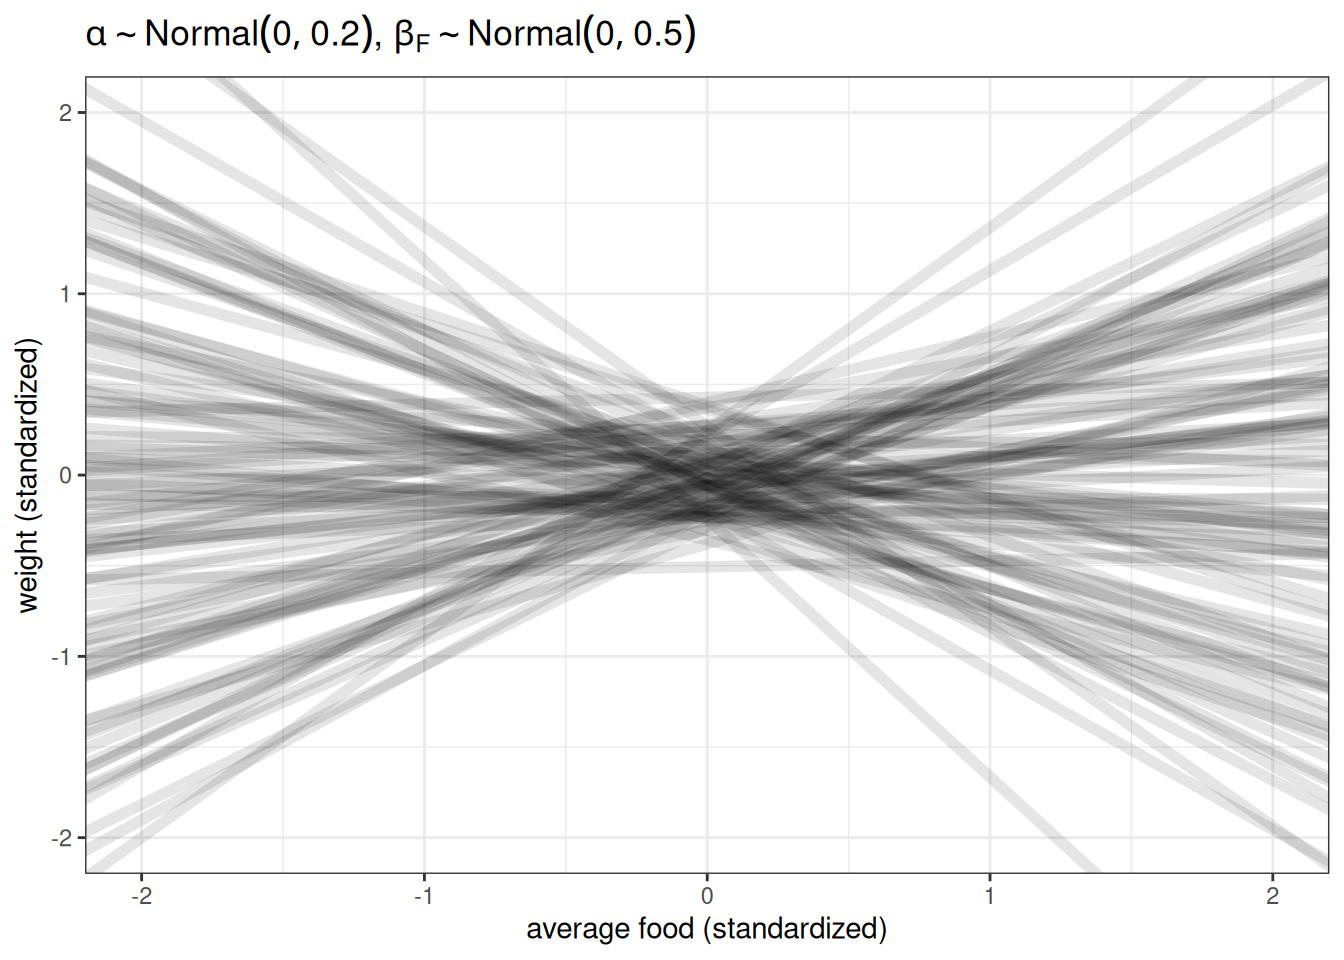 α ~ Normal(0, 0.2), βF ~ Normal(0, 0.5)
2
1
0
-1
-2
weight (standardized)
-2 -1 0 1 2
average food (standardized)